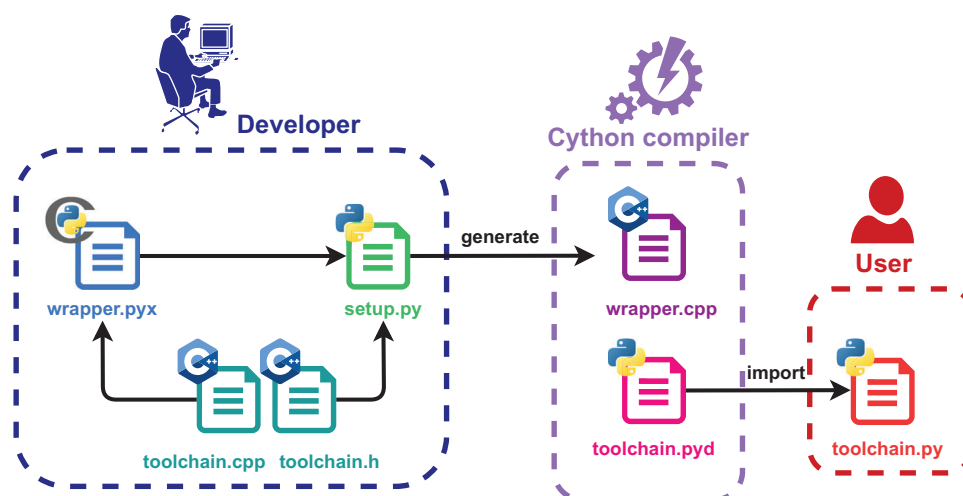 Developer
Cython compiler
User
wrapper.pyx
setup.py
generate
wrapper.cpp
toolchain.cpp
toolchain.h
toolchain.pyd
import
toolchain.py
C++
C++
C++